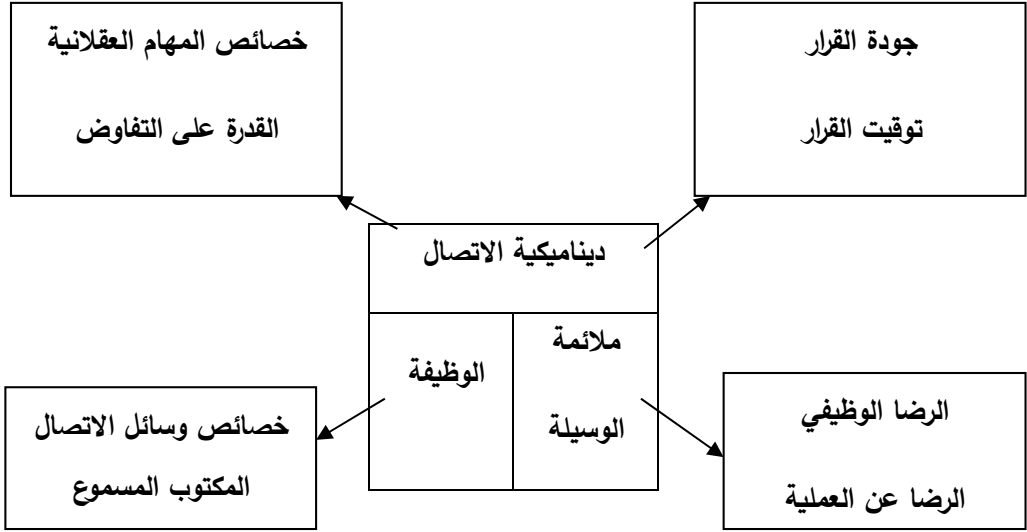 جودة القرار
توقيت القرار
خصائص المهام العقلانية
القدرة على التفاوض
ديناميكية الاتصال
ملائمة
الوسيلة
الوظيفة
الرضا الوظيفي
الرضا عن العملية
خصائص وسائل الاتصال
المكتوب المسموع